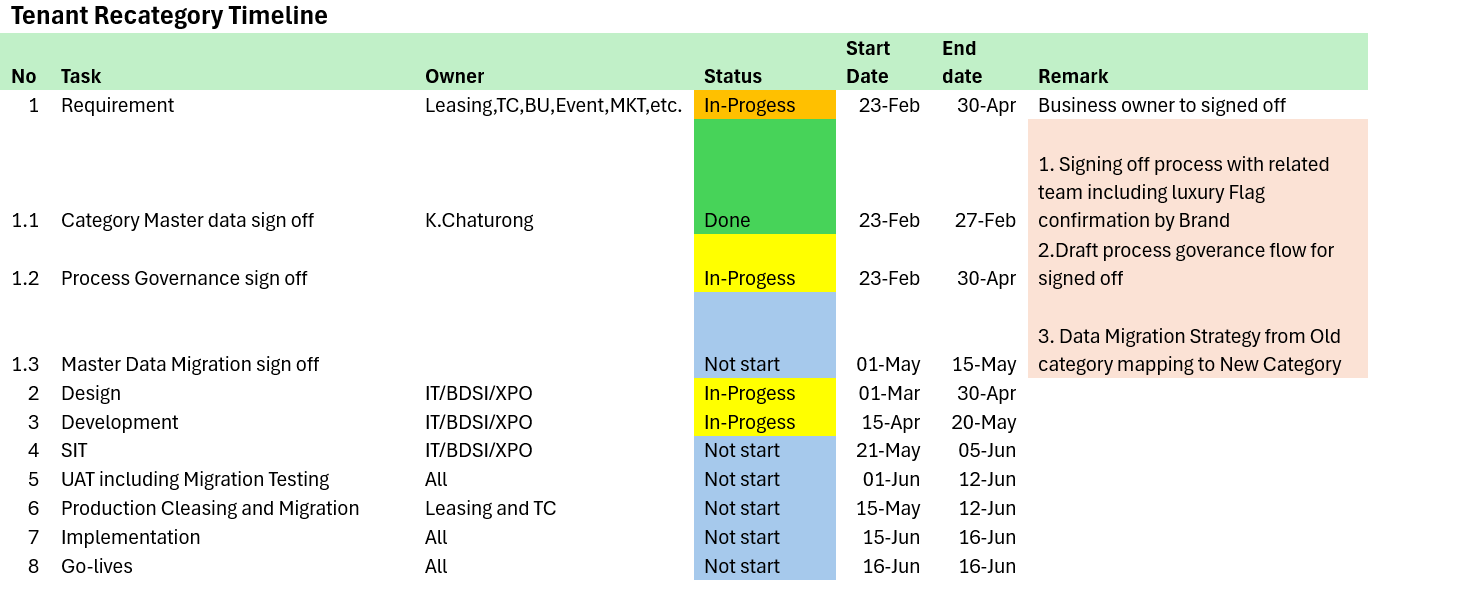 Tenant Recategory Timeline
Start End
No Task Owner Status Date date Remark
1 Requirement Leasing,TC,BU,Event,MKT,etc. In-Progess 23-Feb 30-Apr Business owner to signed off
1. Signing off process with related
team including luxury Flag
1.1 Category Master data sign off K.Chaturong Done 23-Feb 27-Feb confirmation by Brand
2.Draft process goverance flow for
1.2 Process Governance sign off In-Progess 23-Feb 30-Apr signed off
3. Data Migration Strategy from Old
1.3 Master Data Migration sign off Not start 01-May 15-May category mapping to New Category
2 Design IT/BDSI/XPO In-Progess 01-Mar 30-Apr
3 Development IT/BDSI/XPO In-Progess 15-Apr 20-May
4 SIT IT/BDSI/XPO Not start 21-May 05-Jun
5 UAT including Migration Testing All Not start 01-Jun 12-Jun
6 Production Cleasing and Migration Leasing and TC Not start 15-May 12-Jun
7 Implementation All Not start 15-Jun 16-Jun
8 Go-lives All Not start 16-Jun 16-Jun